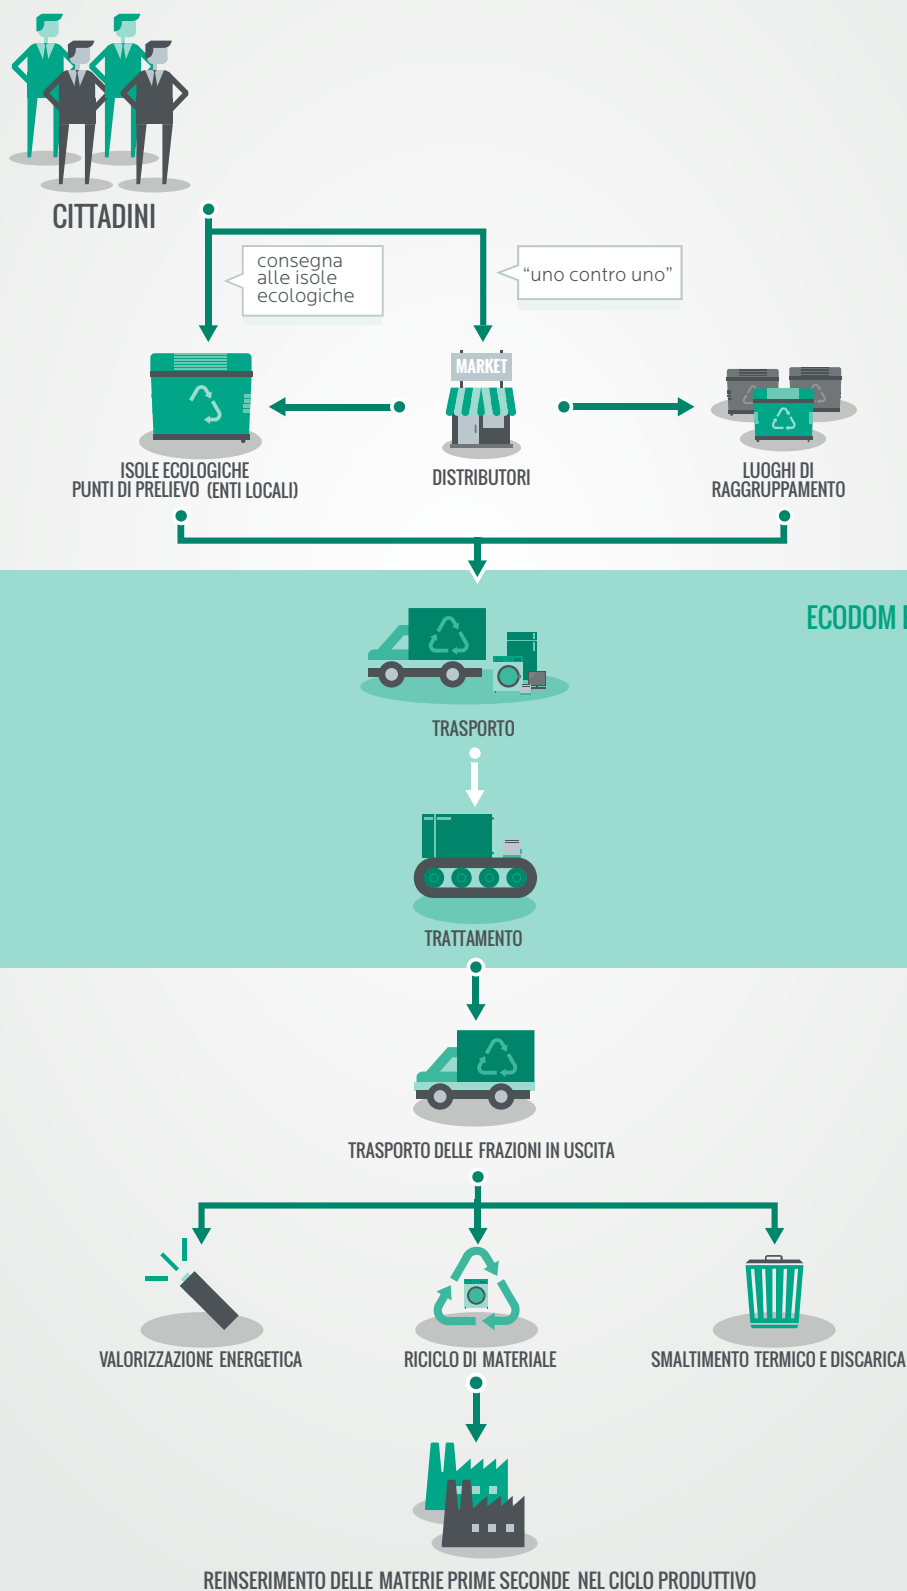 CITTADINI
consegna
alle isole
ecologiche
“uno contro uno”
MARKET
ISOLE ECOLOGICHE
PUNTI DI PRELIEVO (ENTI LOCALI)
DISTRIBUTORI
LUOGHI DI
RAGGRUPPAMENTO
ECODOM
TRASPORTO
TRATTAMENTO
TRASPORTO DELLE FRAZIONI IN USCITA
VALORIZZAZIONE ENERGETICA
RICICLO DI MATERIALE
SMALTIMENTO TERMICO E DISCARICA
REINSERIMENTO DELLE MATERIE PRIME SECONDE NEL CICLO PRODUTTIVO